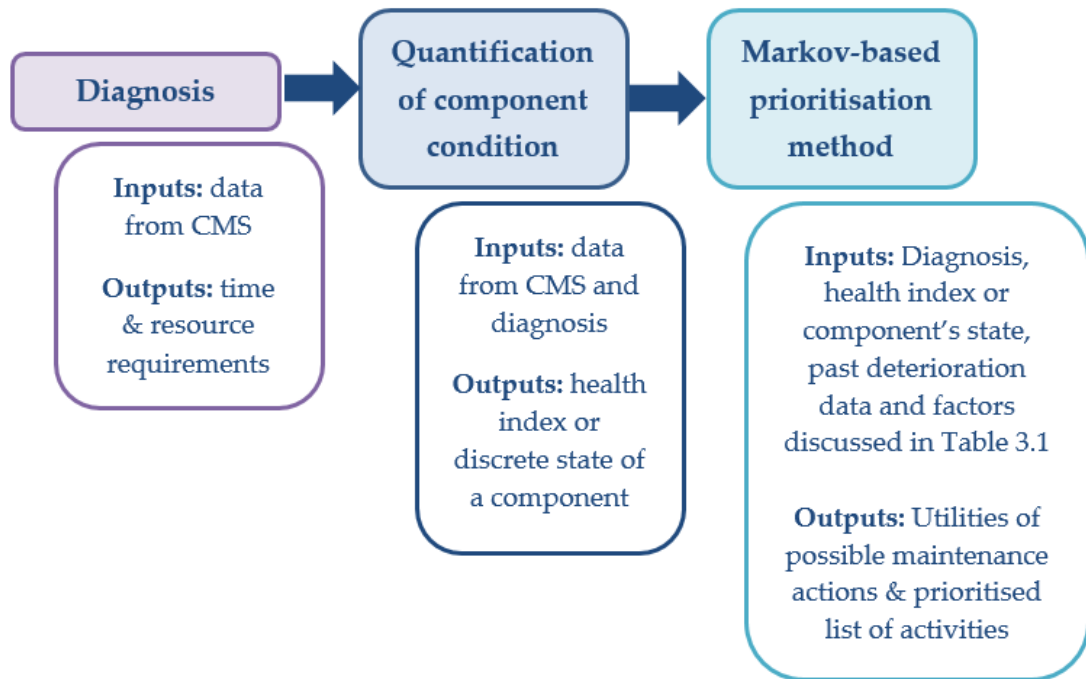 Diagnosis
Inputs: data
from CMS
Outputs: time
& resource
requirements
Quantification
of component
condition
Inputs: data
from CMS and
diagnosis
Outputs: health
index or
discrete state of
a component
Markov-based
prioritisation
method
Inputs: Diagnosis,
health index or
component’s state,
past deterioration
data and factors
discussed in Table 3.1
Outputs: Utilities of
possible maintenance
actions & prioritised
list of activities